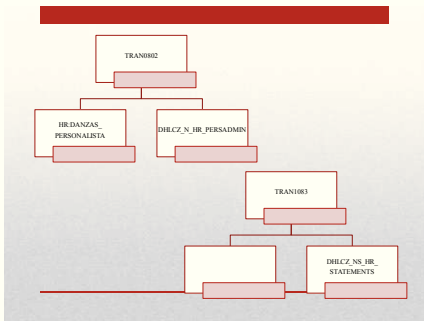 TRAN0802
HR:DANZAS_
PERSONALISTA
DHLCZ_N_HR_PERSADMIN
TRAN1083
DHLCZ_NS_HR_
STATEMENTS